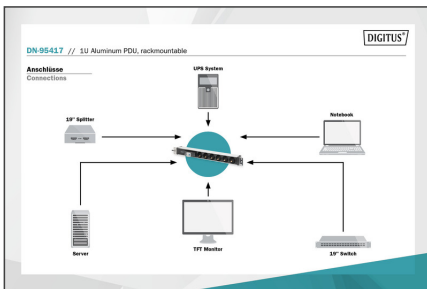 DIGITUS®
DN-95417 // 1U Aluminum PDU, rackmountable
Anschlüsse
Connections
UPS System
19" Splitter
Notebook
Server
TFT Monitor
19" Switch